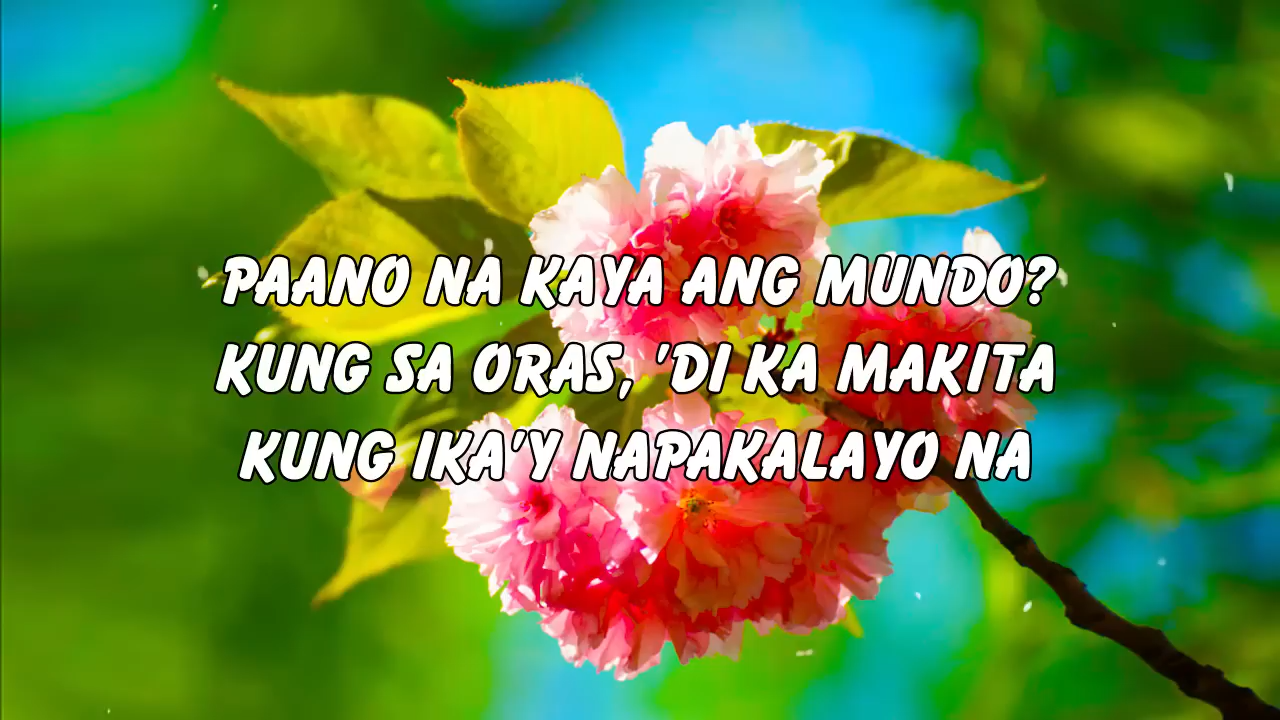 PAANO NA KAYA ANG MUNDO?
KUNG SA ORAS, 'DI KA MAKITA
KUNG IKA'Y NAPAKALAYO NA